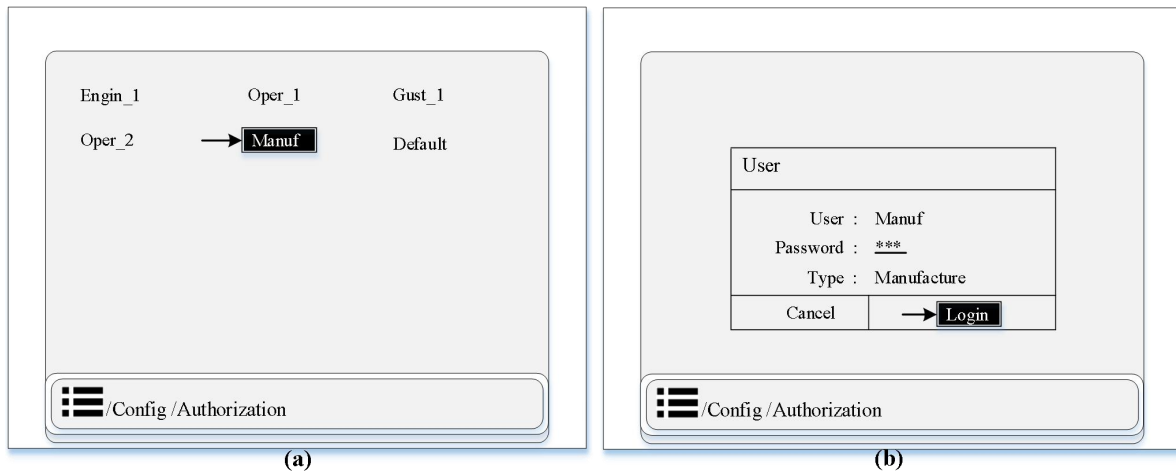 Engin_1 Oper_1 Gust_1
Oper_2 Manuf Default
/Config /Authorization
(a)
User
User : Manuf
Password : ***
Type : Manufacture
Cancel Login
/Config /Authorization
(b)